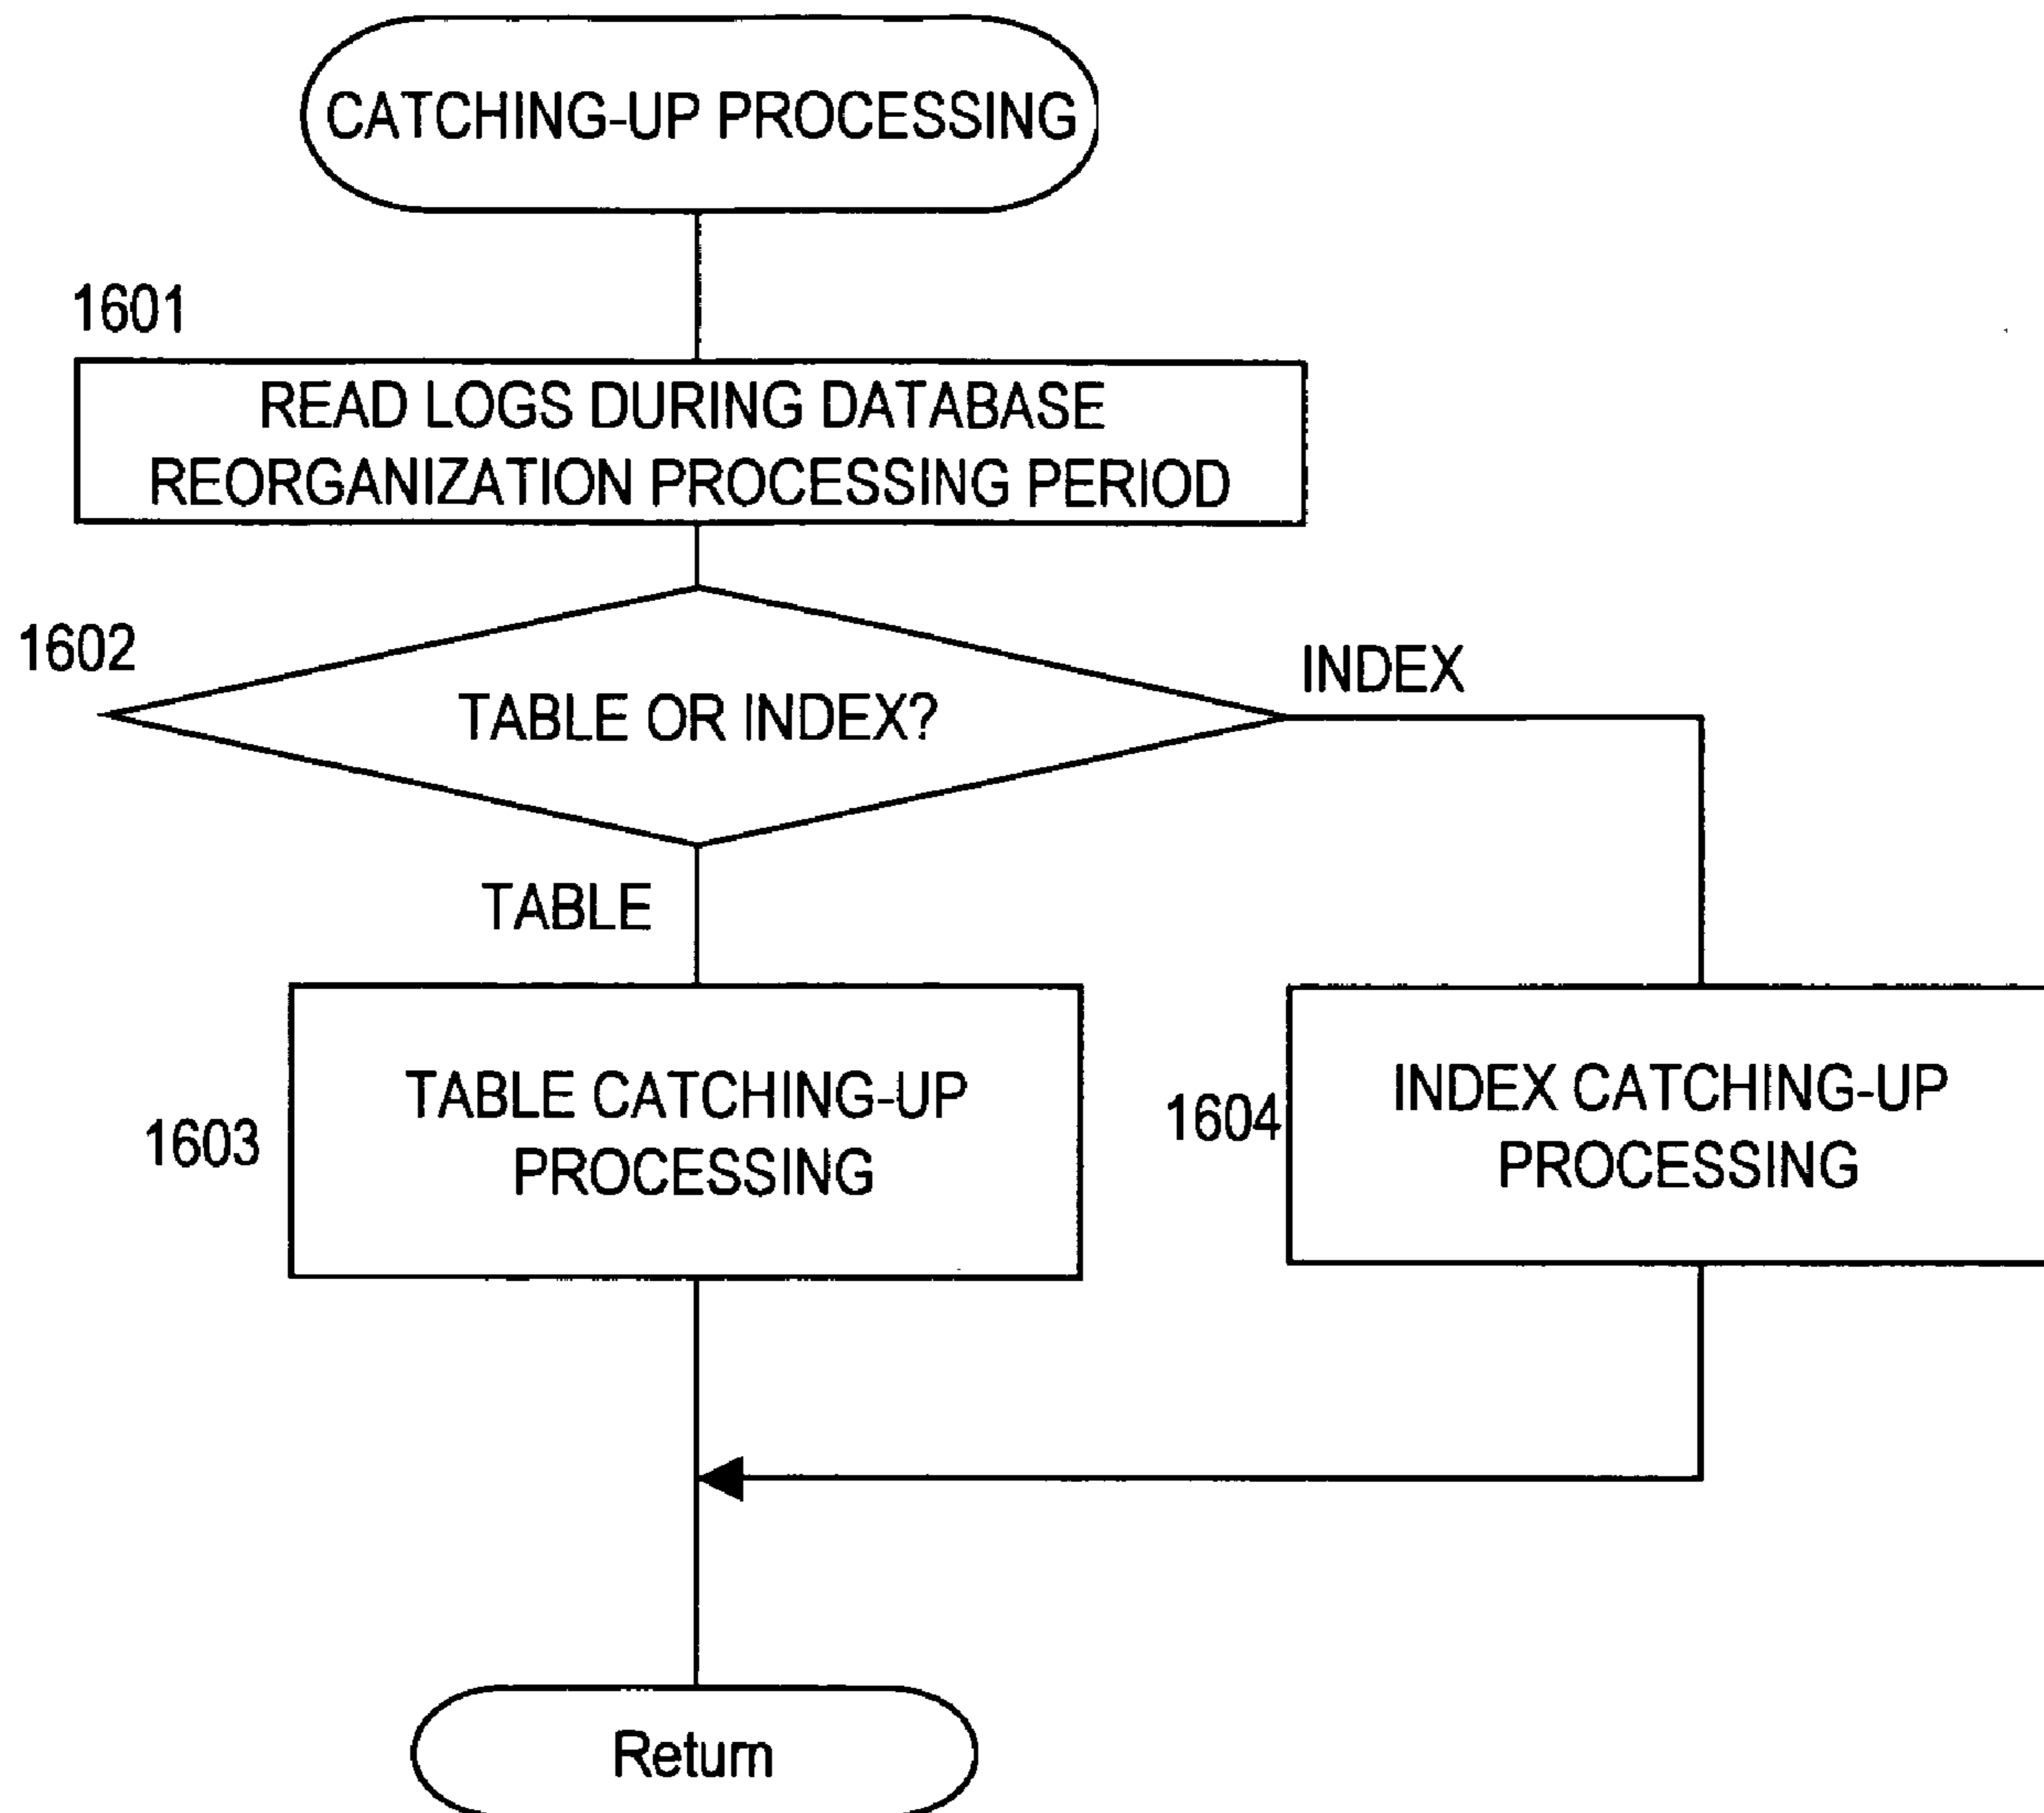 CATCHING-UP PROCESSING
1601
READ LOGS DURING DATABASE
REORGANIZATION PROCESSING PERIOD
1602
TABLE OR INDEX?
INDEX
TABLE
1603
TABLE CATCHING-UP
PROCESSING
1604
INDEX CATCHING-UP
PROCESSING
Return